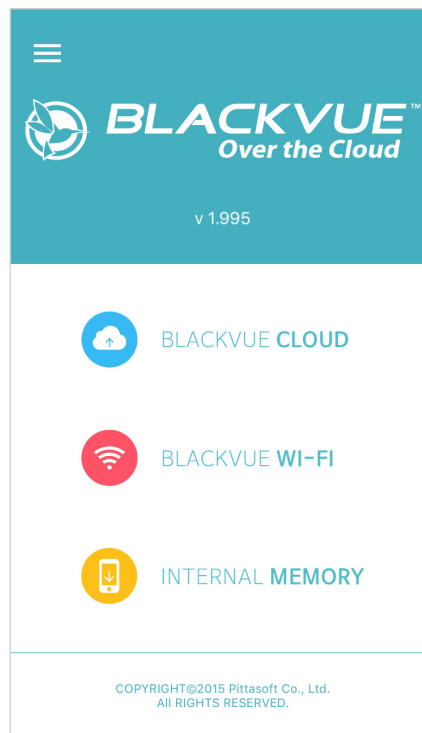 BLACKVUE™
Over the Cloud
v 1.995
BLACKVUE CLOUD
BLACKVUE WI-FI
INTERNAL MEMORY
COPYRIGHT©2015 Pittasoft Co., Ltd.
All RIGHTS RESERVED.